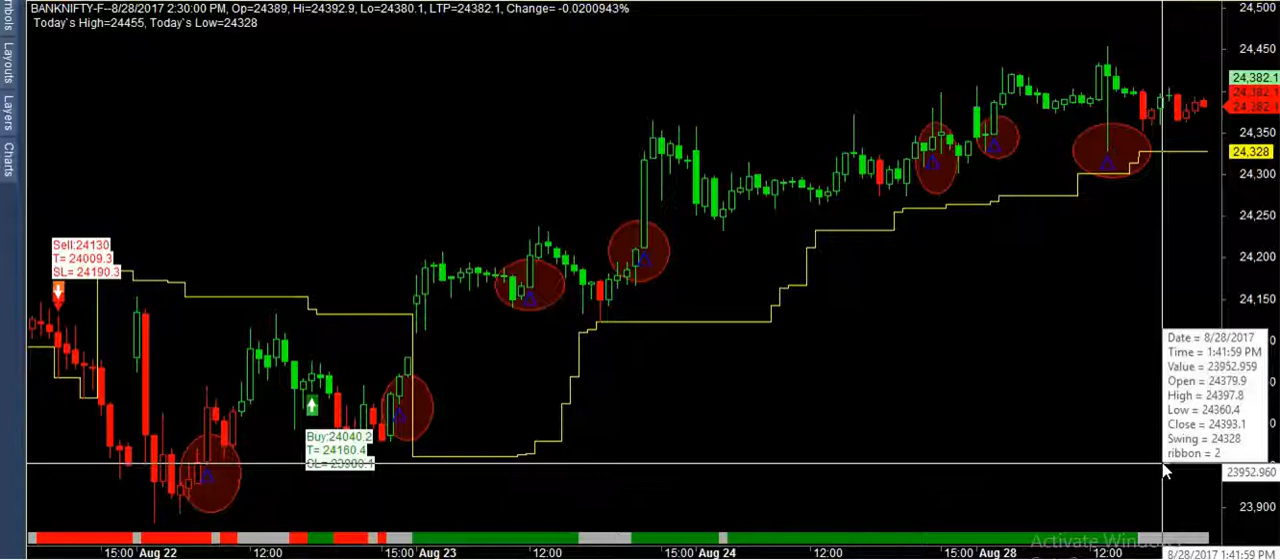 BANKNIFTY-F--8/28/2017 2:30:00 PM, Op=24389, Hi=24392.9, Lo=24380.1, LTP=24382.1, Change= -0.0200943%
Today`s High=24455, Today`s Low=24328
Layouts
Layers
Charts
24,500
24,450
24,382.1
24,382.1
24,382.1
24,350
24,328
24,300
24,250
24,200
24,150
Sell:24130
T= 24009.3
SL= 24190.3
Buy:24040.2
T= 24160.4
Date = 8/28/2017
Time = 1:41:59 PM
Value = 23952.959
Open = 24379.9
High = 24397.8
Low = 24360.4
Close = 24393.1
Swing = 24328
ribbon = 2
23952.960
23,900
Activate Windows
15:00 Aug 22 12:00 15:00 Aug 23 12:00 15:00 Aug 24 12:00 15:00 Aug 28 12:00 8/28/2017 1:41:59 PM